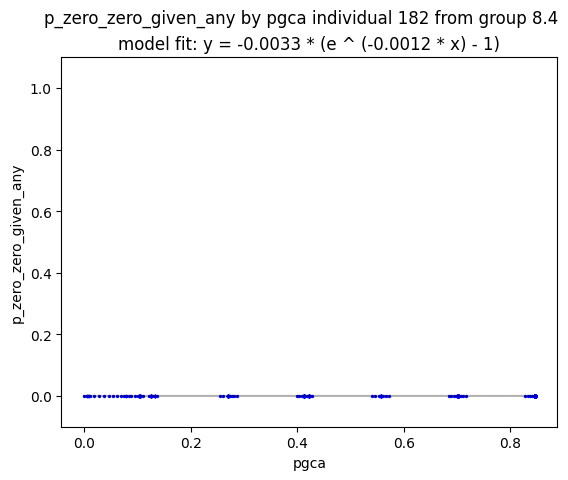 p_zero_zero_given_any by pgca individual 182 from group 8.4
model fit: y = -0.0033 * (e ^ (-0.0012 * x) - 1)
1.0
0.8
0.6
0.4
0.2
0.0
p_zero_zero_given_any
0.0 0.2 0.4 0.6 0.8
pgca